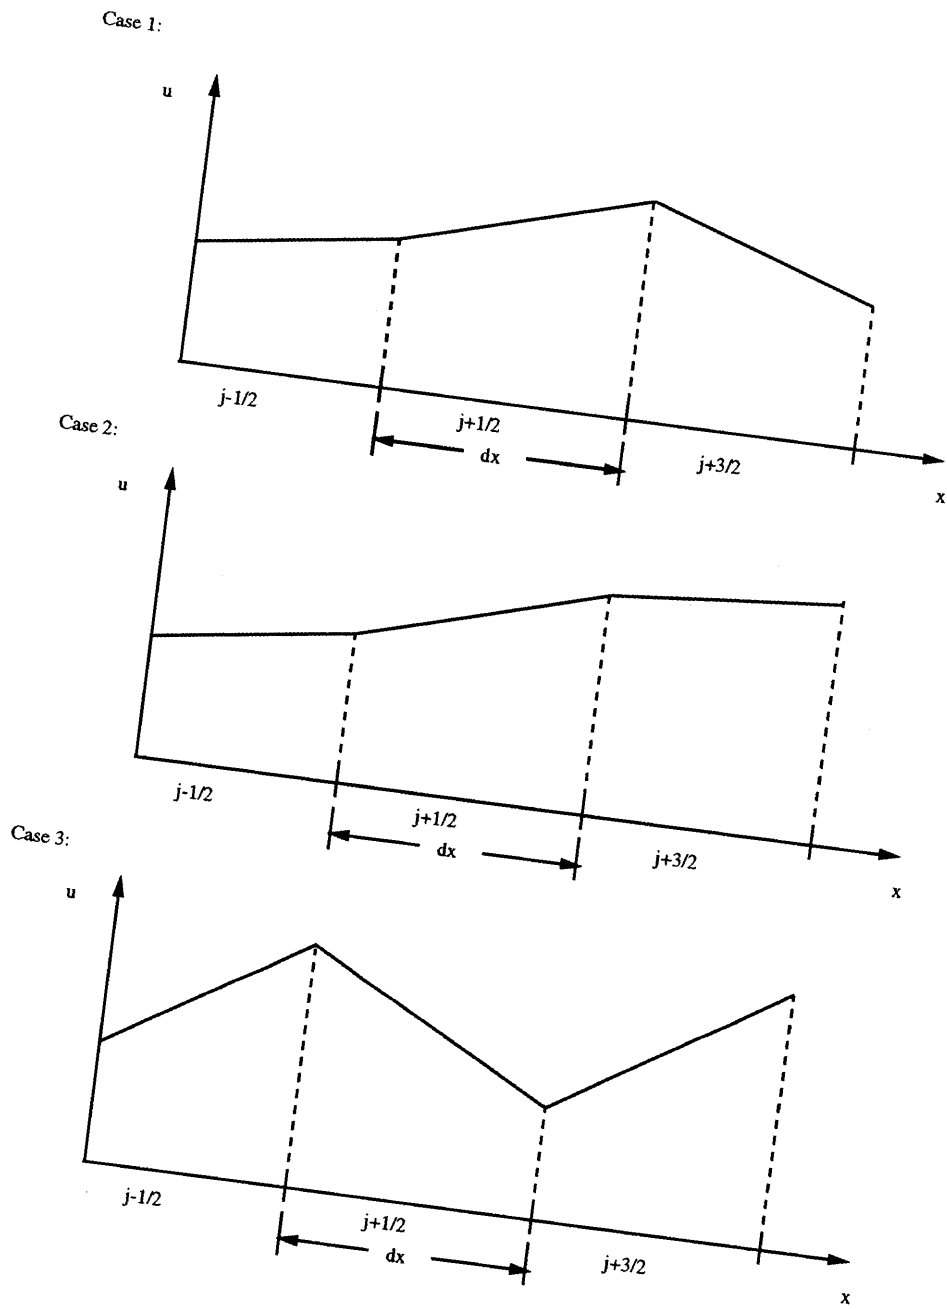 Case 1:
u
j-1/2
j+1/2
dx
j+3/2
x
Case 2:
u
j-1/2
j+1/2
dx
j+3/2
x
Case 3:
u
j-1/2
j+1/2
dx
j+3/2
x